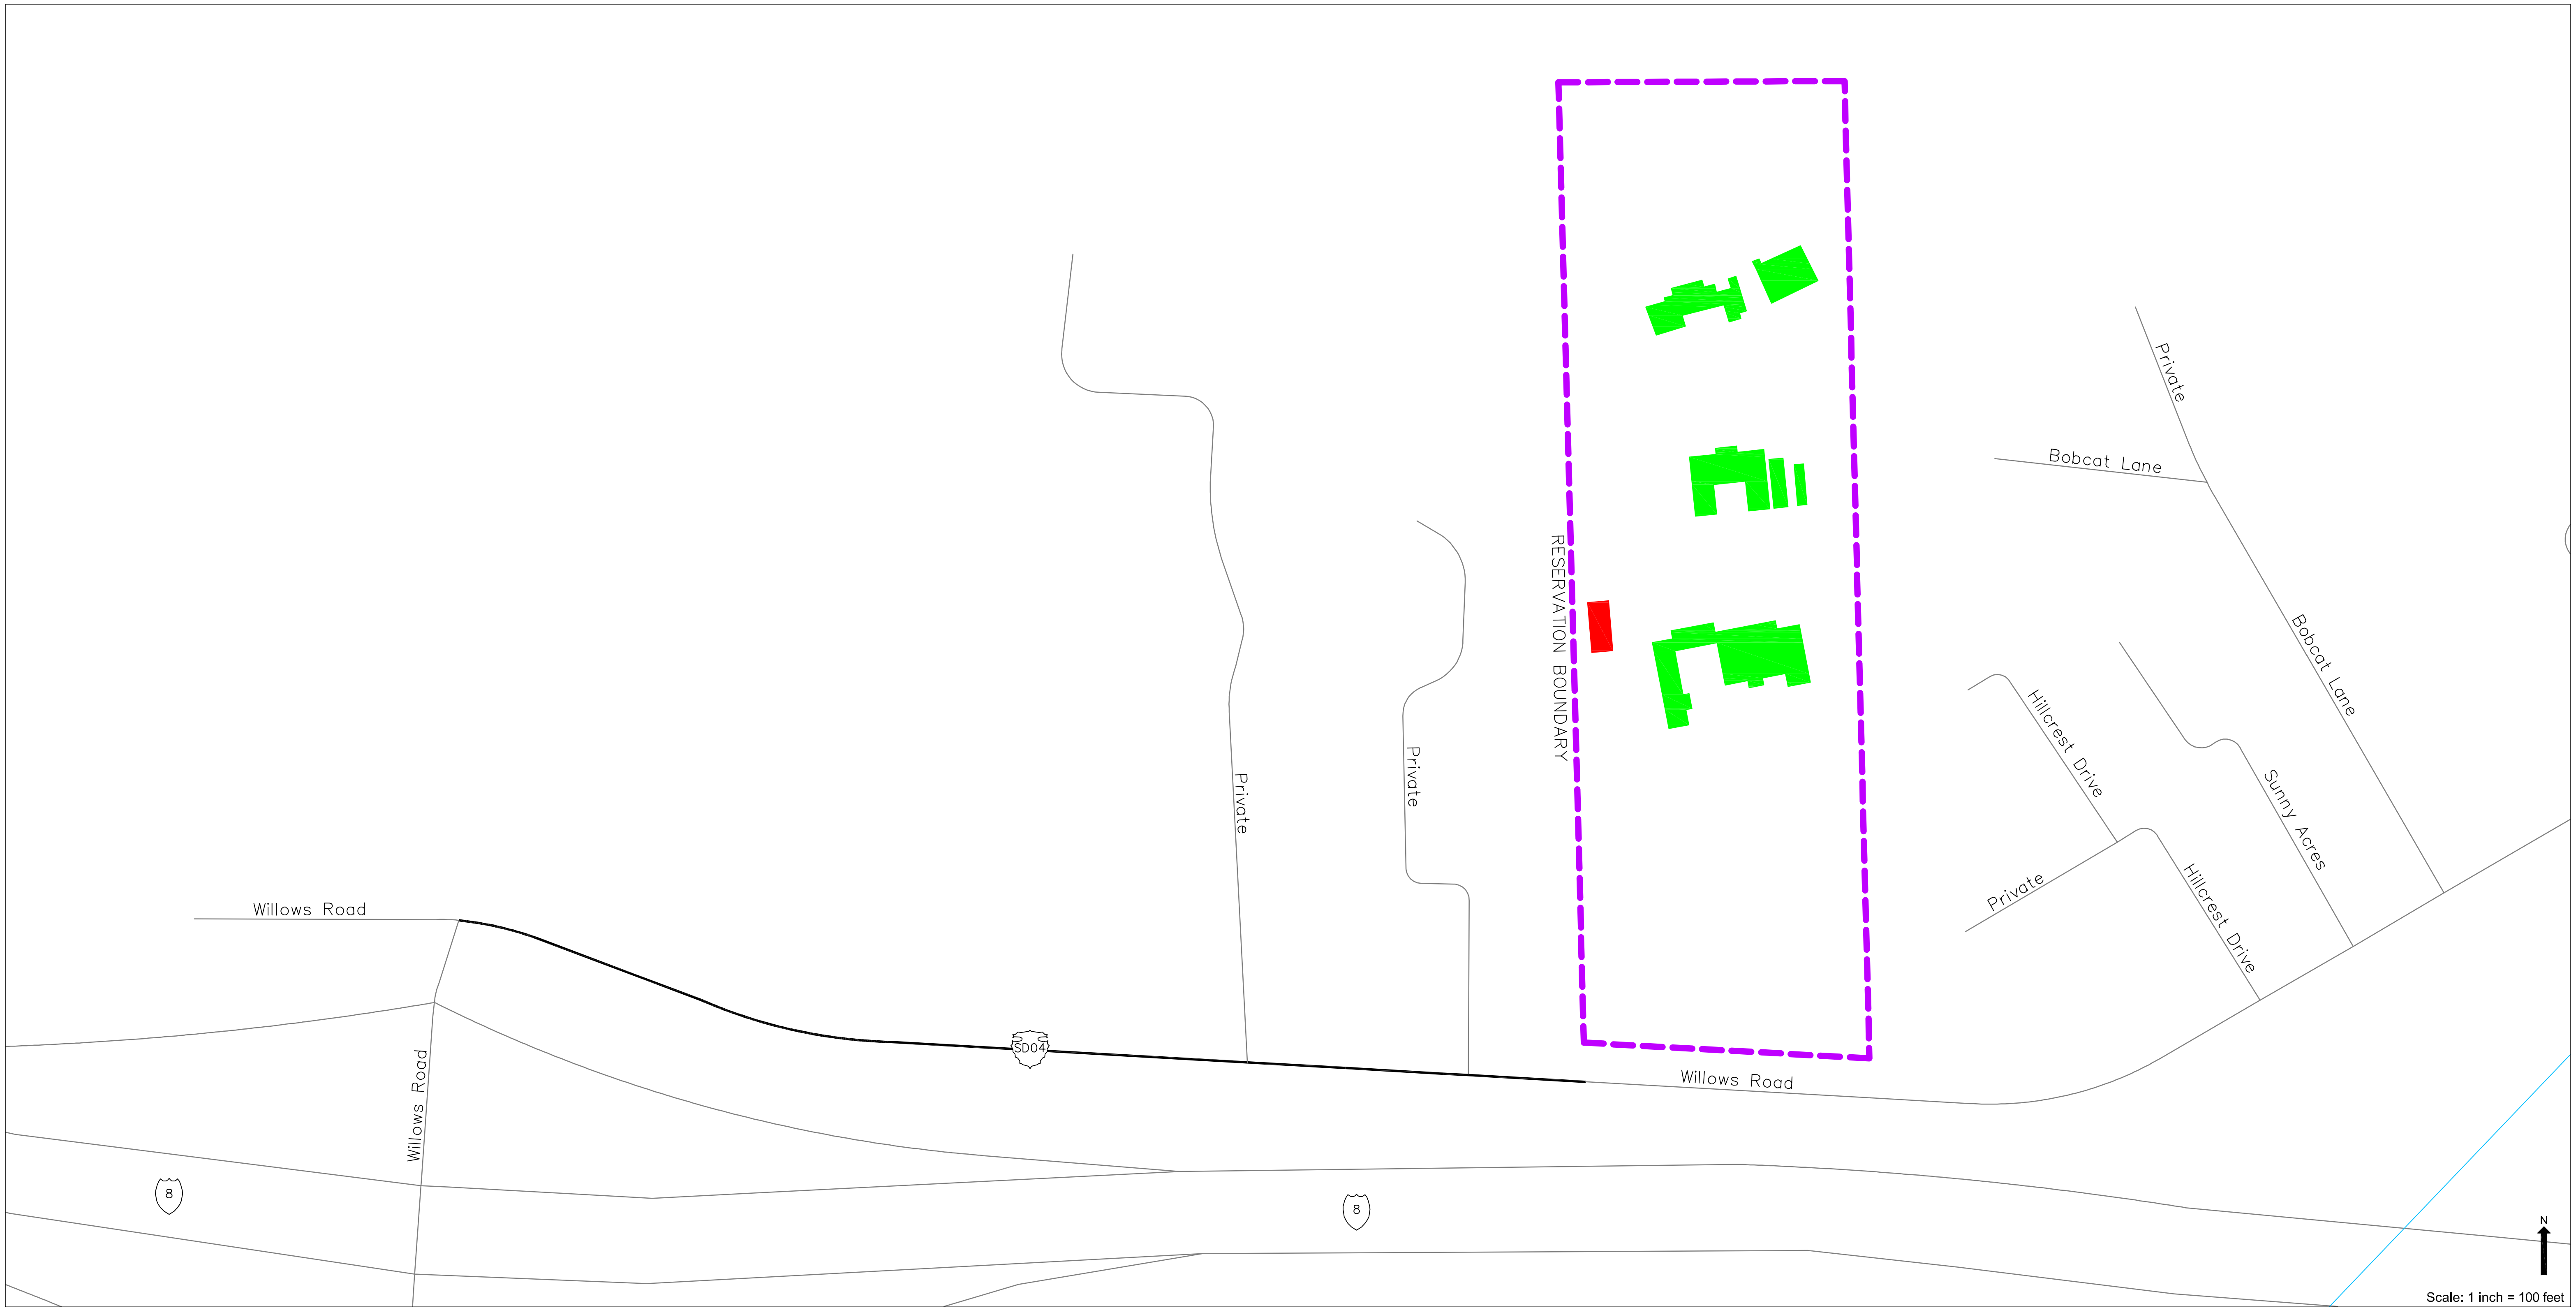 Private
Bobcat Lane
RESERVATION BOUNDARY
Bobcat Lane
Hillcrest Drive
Private
Private
Sunny Acres
Private
Hillcrest Drive
Willows Road
SD04
Willows Road
Willows Road
8
8
N
Scale: 1 inch = 100 feet